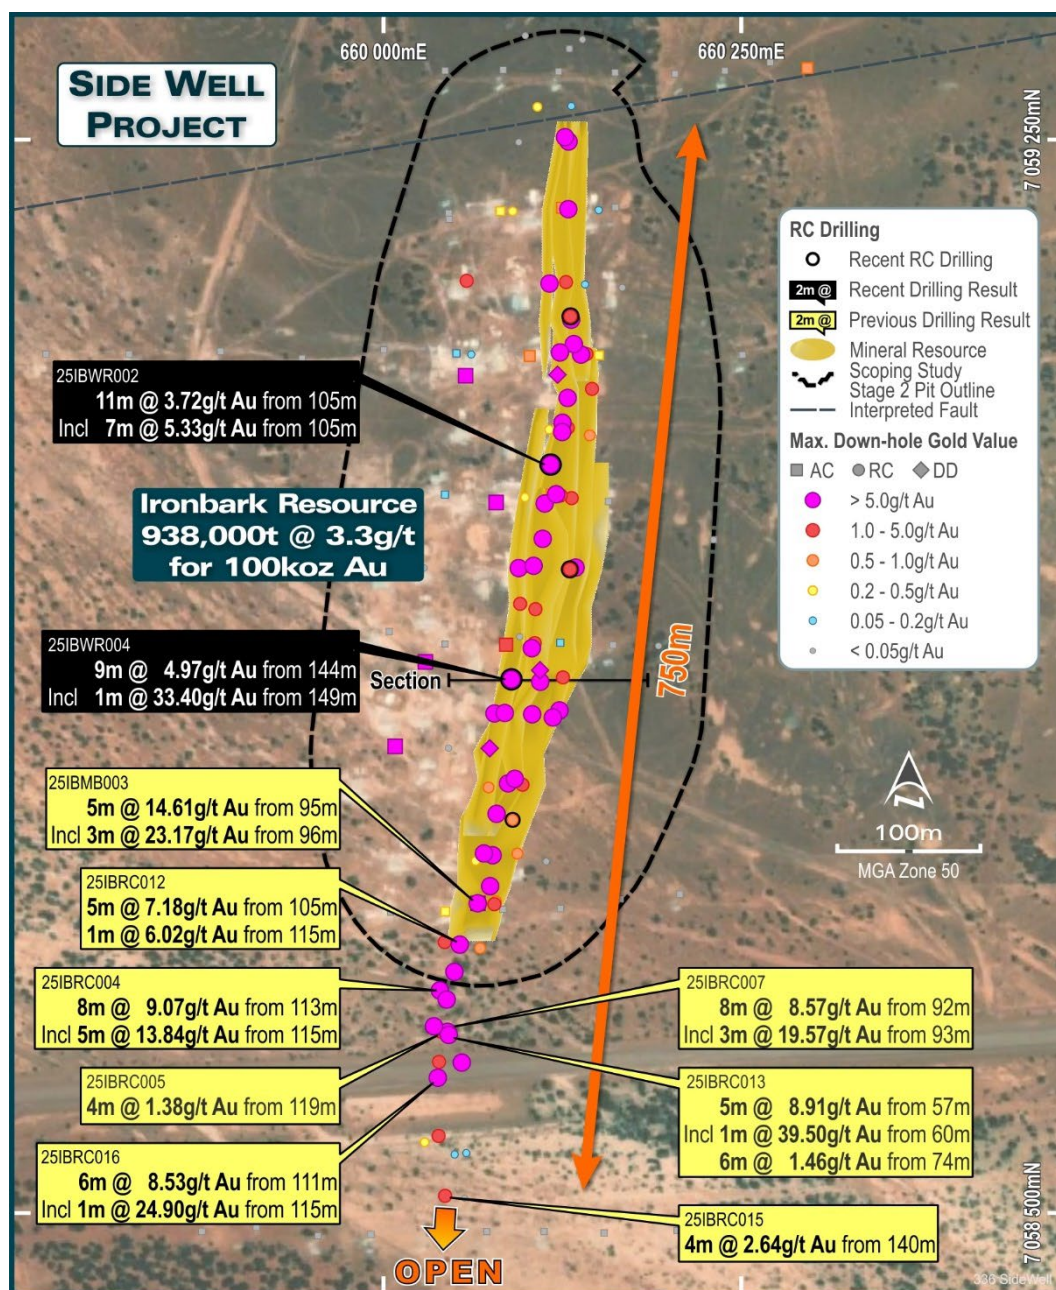 660 000mE
660 250mE
SIDE WELL
PROJECT
7 059 250mN
RC Drilling
Recent RC Drilling
2m @ Recent Drilling Result
2m @ Previous Drilling Result
Mineral Resource
Scoping Study
Stage 2 Pit Outline
Interpreted Fault
Max. Down-hole Gold Value
AC RC DD
> 5.0g/t Au
1.0 - 5.0g/t Au
0.5 - 1.0g/t Au
0.2 - 0.5g/t Au
0.05 - 0.2g/t Au
< 0.05g/t Au
25IBWR002
11m @ 3.72g/t Au from 105m
Incl 7m @ 5.33g/t Au from 105m
Ironbark Resource
938,000t @ 3.3g/t
for 100koz Au
25IBWR004
9m @ 4.97g/t Au from 144m
Incl 1m @ 33.40g/t Au from 149m
Section
750m
25IBMB003
5m @ 14.61g/t Au from 95m
Incl 3m @ 23.17g/t Au from 96m
N
100m
MGA Zone 50
25IBRC012
5m @ 7.18g/t Au from 105m
1m @ 6.02g/t Au from 115m
25IBRC004
8m @ 9.07g/t Au from 113m
Incl 5m @ 13.84g/t Au from 115m
25IBRC007
8m @ 8.57g/t Au from 92m
Incl 3m @ 19.57g/t Au from 93m
25IBRC005
4m @ 1.38g/t Au from 119m
25IBRC013
5m @ 8.91g/t Au from 57m
Incl 1m @ 39.50g/t Au from 60m
6m @ 1.46g/t Au from 74m
25IBRC016
6m @ 8.53g/t Au from 111m
Incl 1m @ 24.90g/t Au from 115m
25IBRC015
4m @ 2.64g/t Au from 140m
7 058 500mN
OPEN
336 SideWell